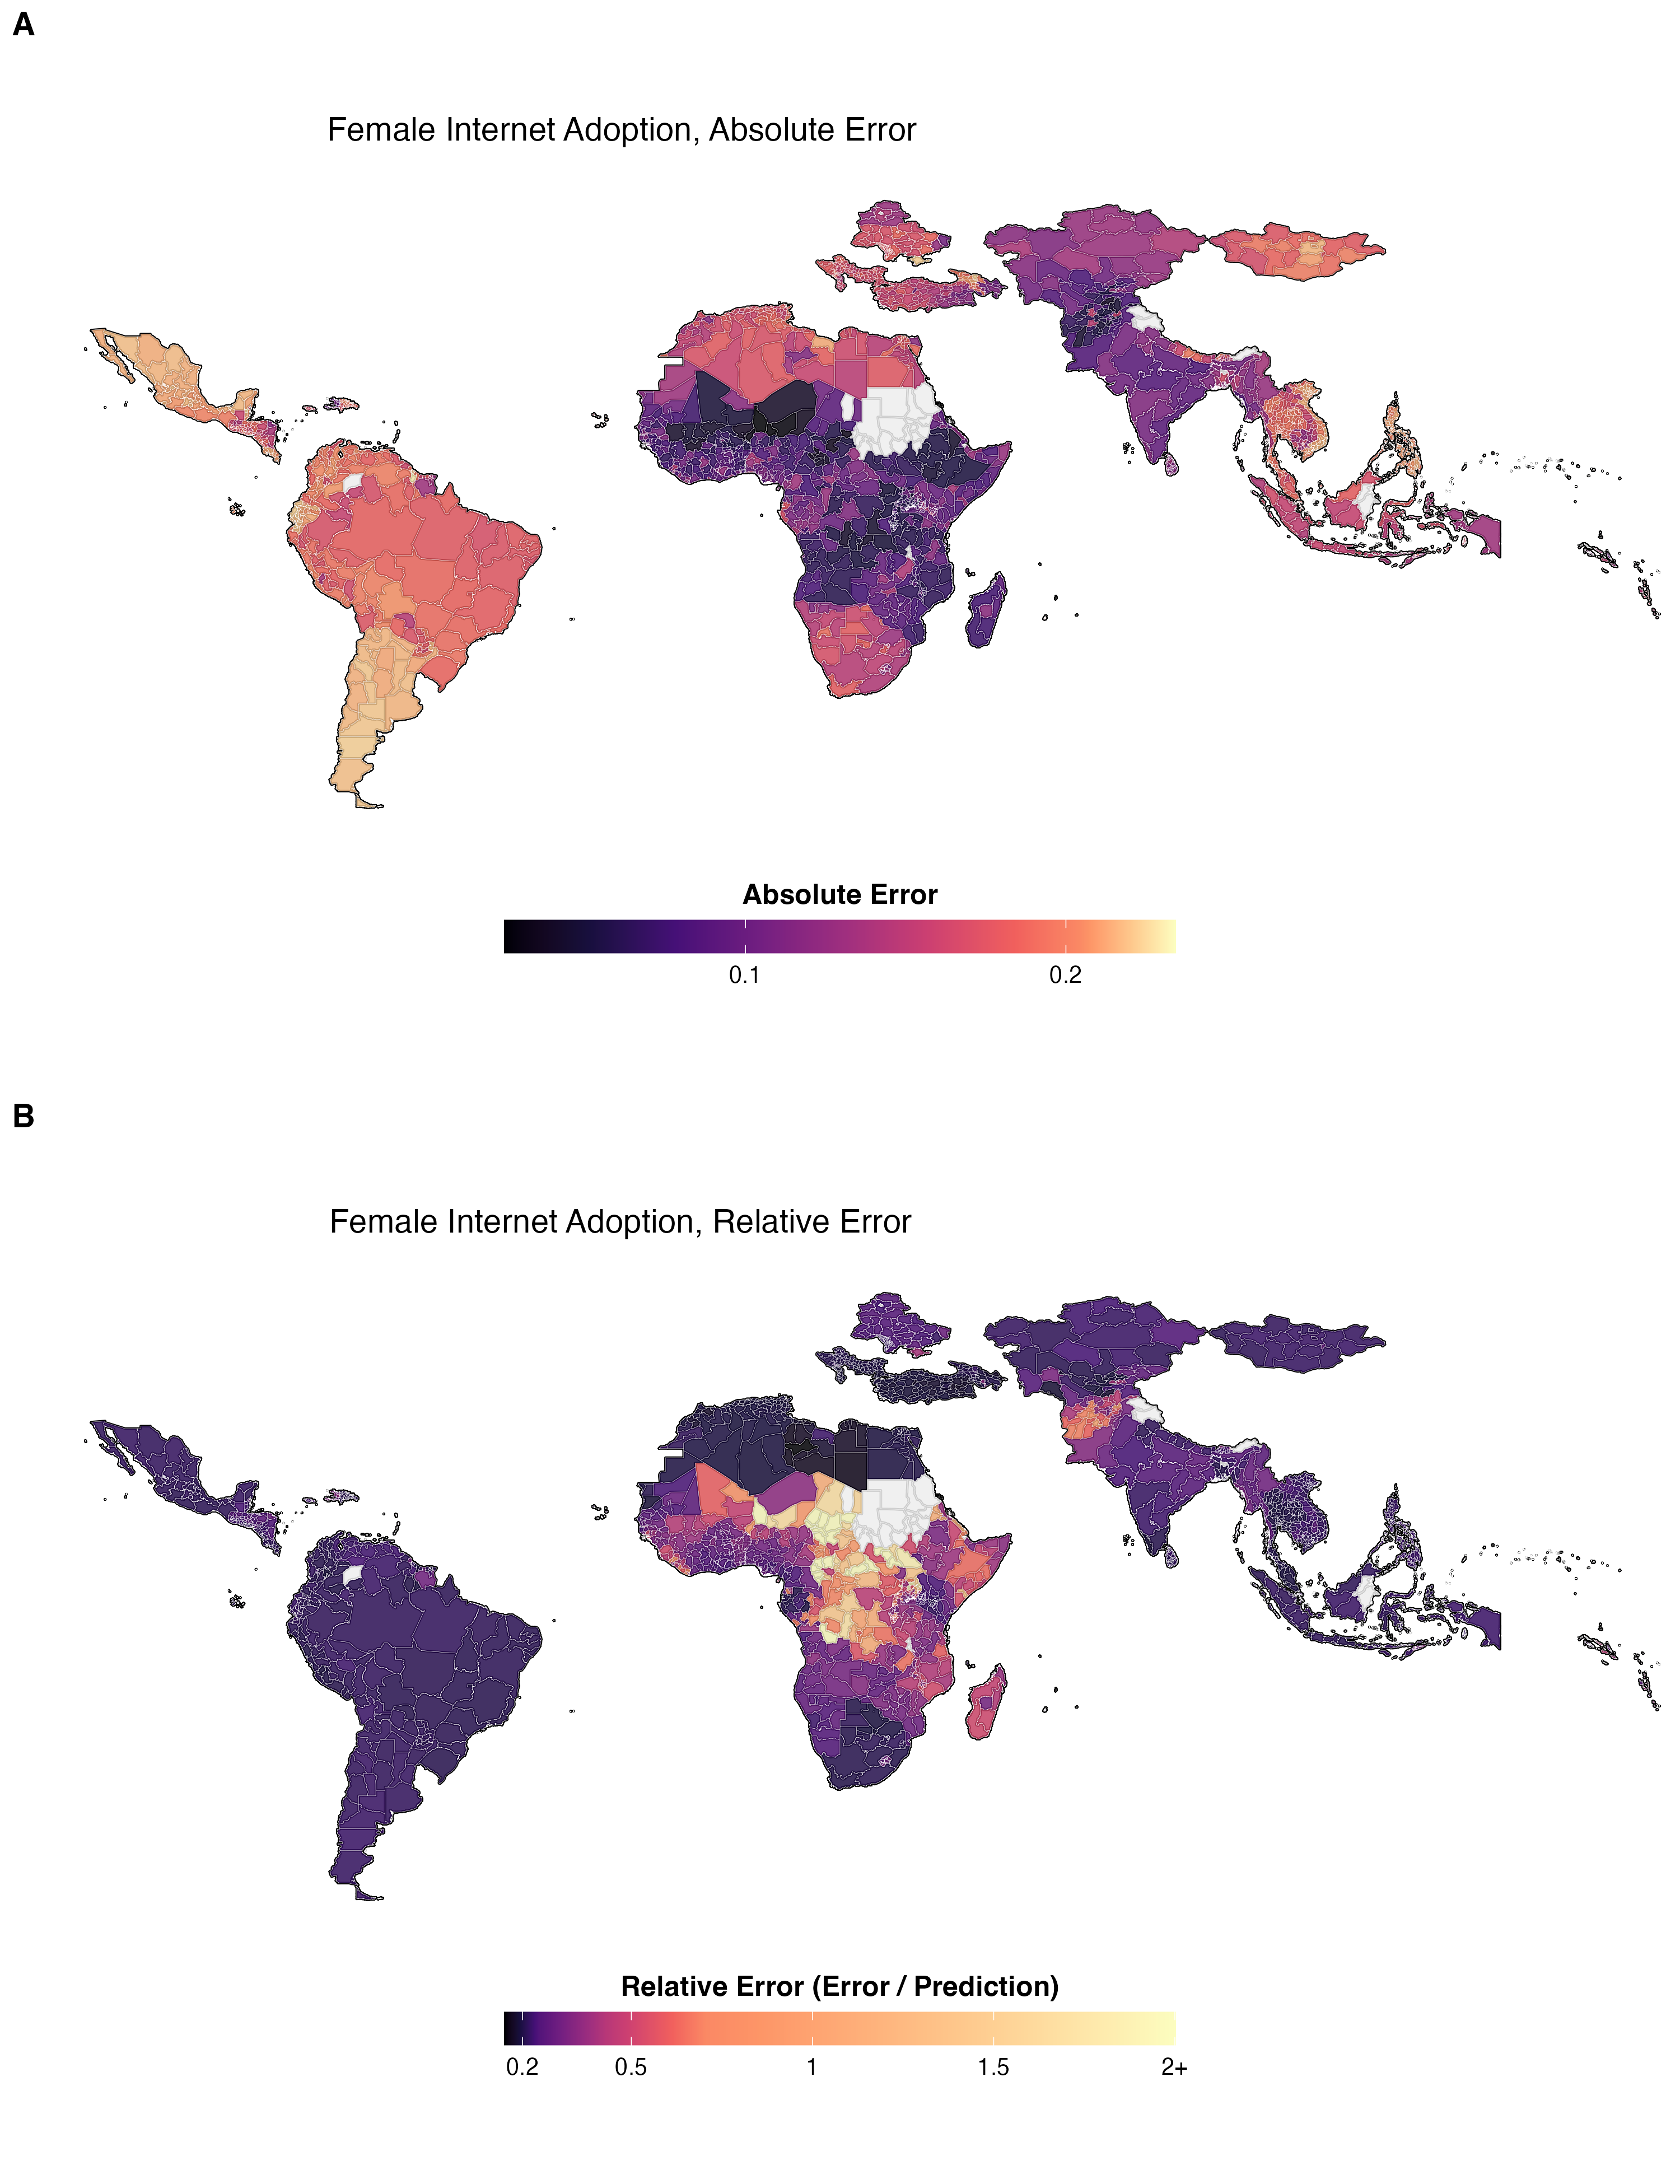 A
Female Internet Adoption, Absolute Error
Absolute Error
0.1 0.2
B
Female Internet Adoption, Relative Error
Relative Error (Error / Prediction)
0.2 0.5 1 1.5 2+